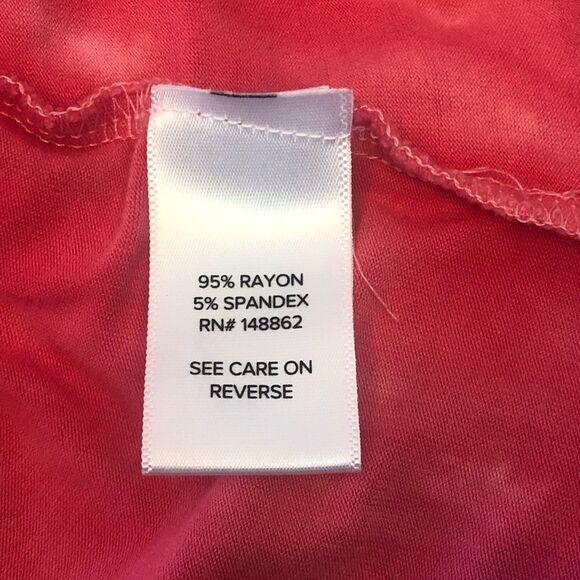 95% RAYON
5% SPANDEX
RN# 148862
SEE CARE ON
REVERSE